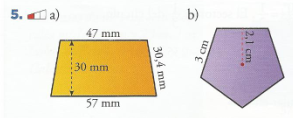 5. a) b)
47 mm
30 mm
30,4 mm
57 mm
3 cm
2,1 cm